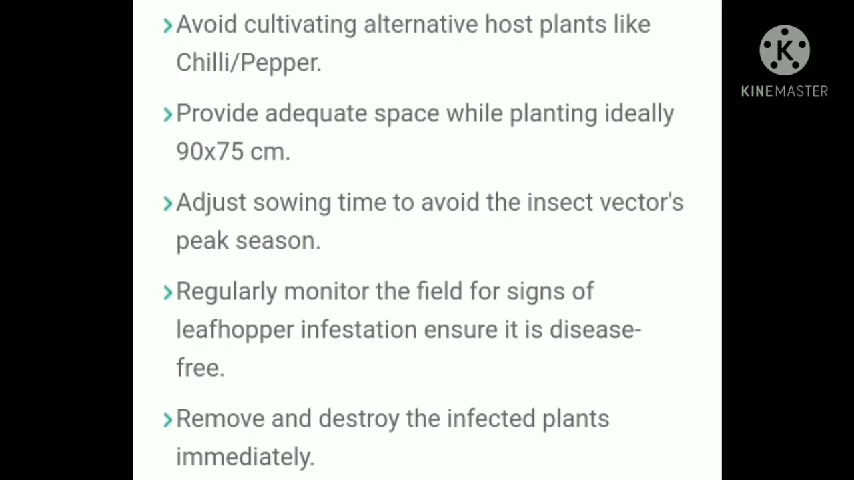 ›Avoid cultivating alternative host plants like
Chilli/Pepper.
›Provide adequate space while planting ideally
90x75 cm.
›Adjust sowing time to avoid the insect vector's
peak season.
›Regularly monitor the field for signs of
leafhopper infestation ensure it is disease-
free.
›Remove and destroy the infected plants
immediately.
K
KINEMASTER